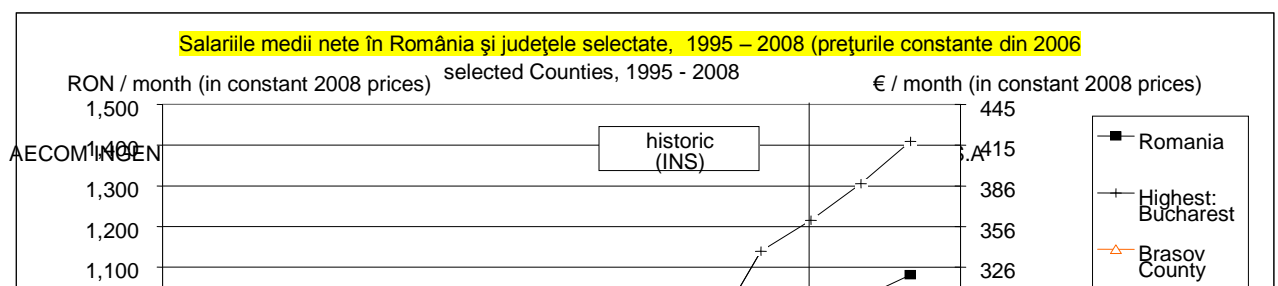 Salariile medii nete în România şi judeţele selectate, 1995 – 2008 (preţurile constante din 2006
selected Counties, 1995 - 2008
RON / month (in constant 2008 prices)
€ / month (in constant 2008 prices)
1,500
445
historic
(INS)
Romania
AECOM INGEN
1,400
S.A
415
1,300
386
Highest:
Bucharest
1,200
356
Brasov
County
1,100
326